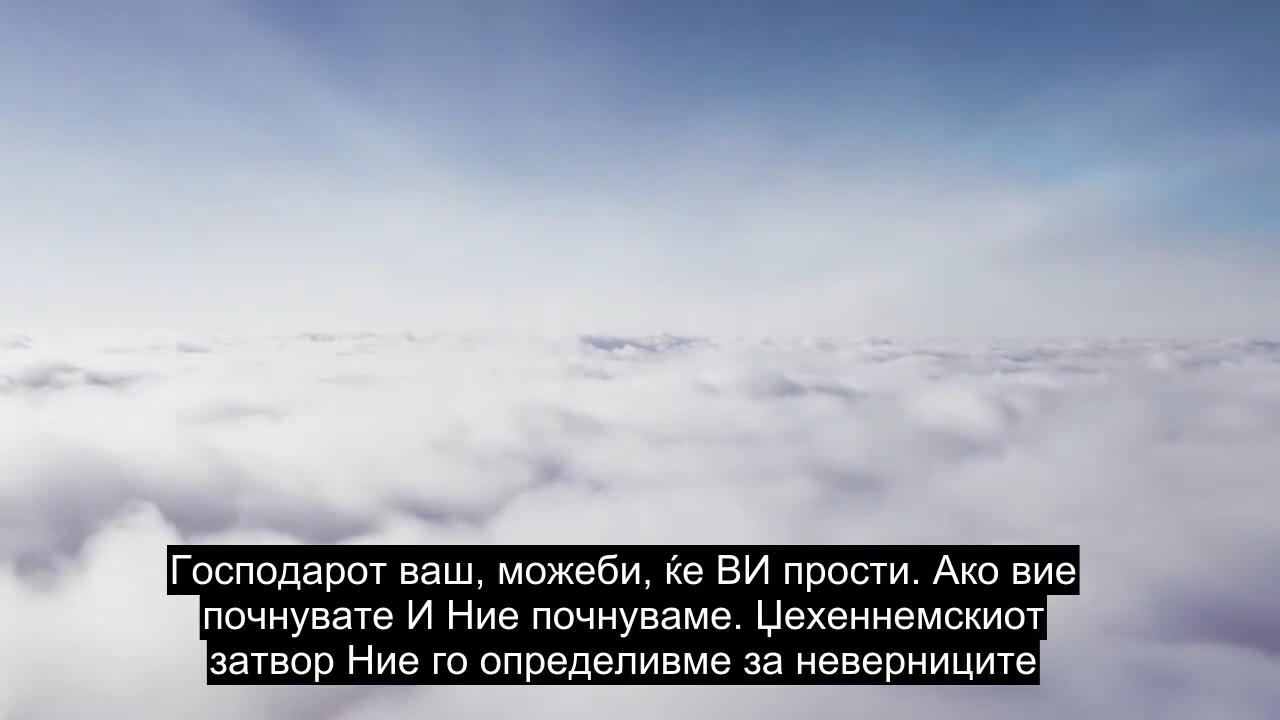 Господарот ваш, можеби, ќе ВИ прости. Ако вие
почнувате И Ние почнуваме. Џехеннемскиот
затвор Ние го определивме за неверниците